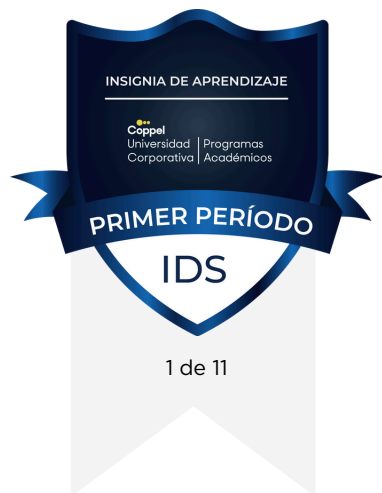 INSIGNIA DE APRENDIZAJE
Coppel
Universidad | Programas
Corporativa | Académicos
PRIMER PERÍODO
IDS
1 de 11